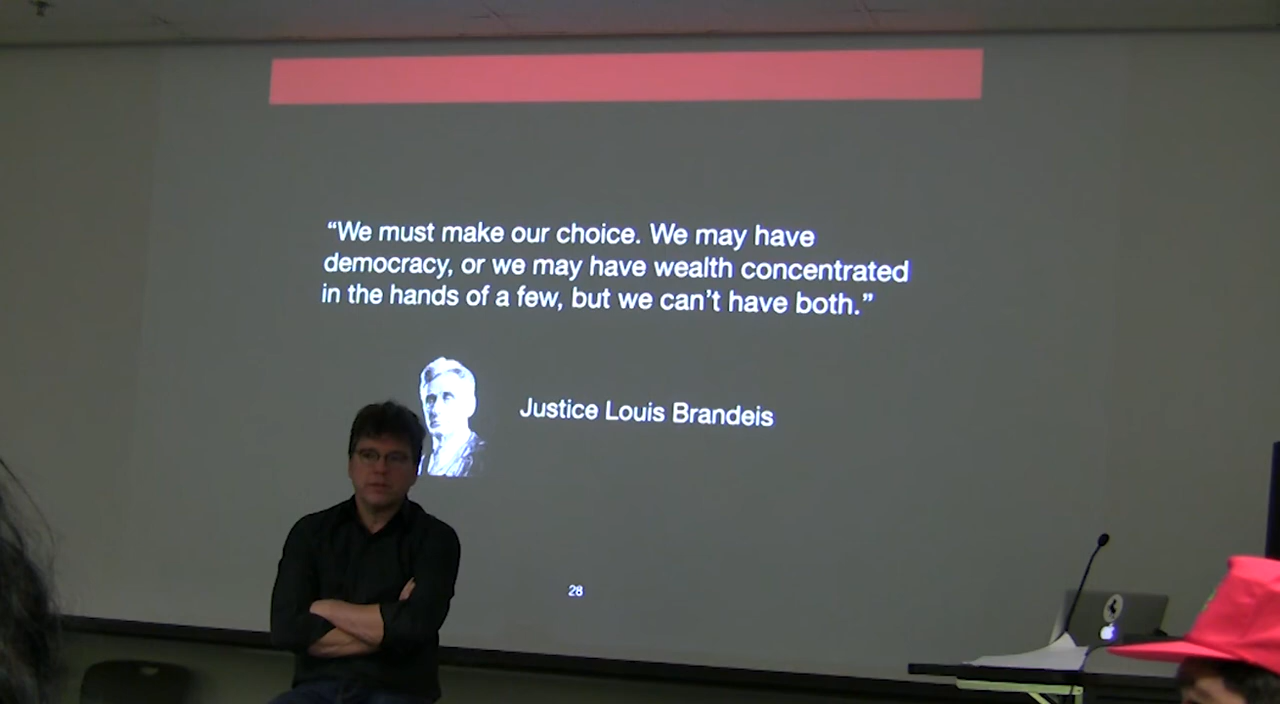 “We must make our choice. We may have
democracy, or we may have wealth concentrated
in the hands of a few, but we can’t have both.”
Justice Louis Brandeis
28